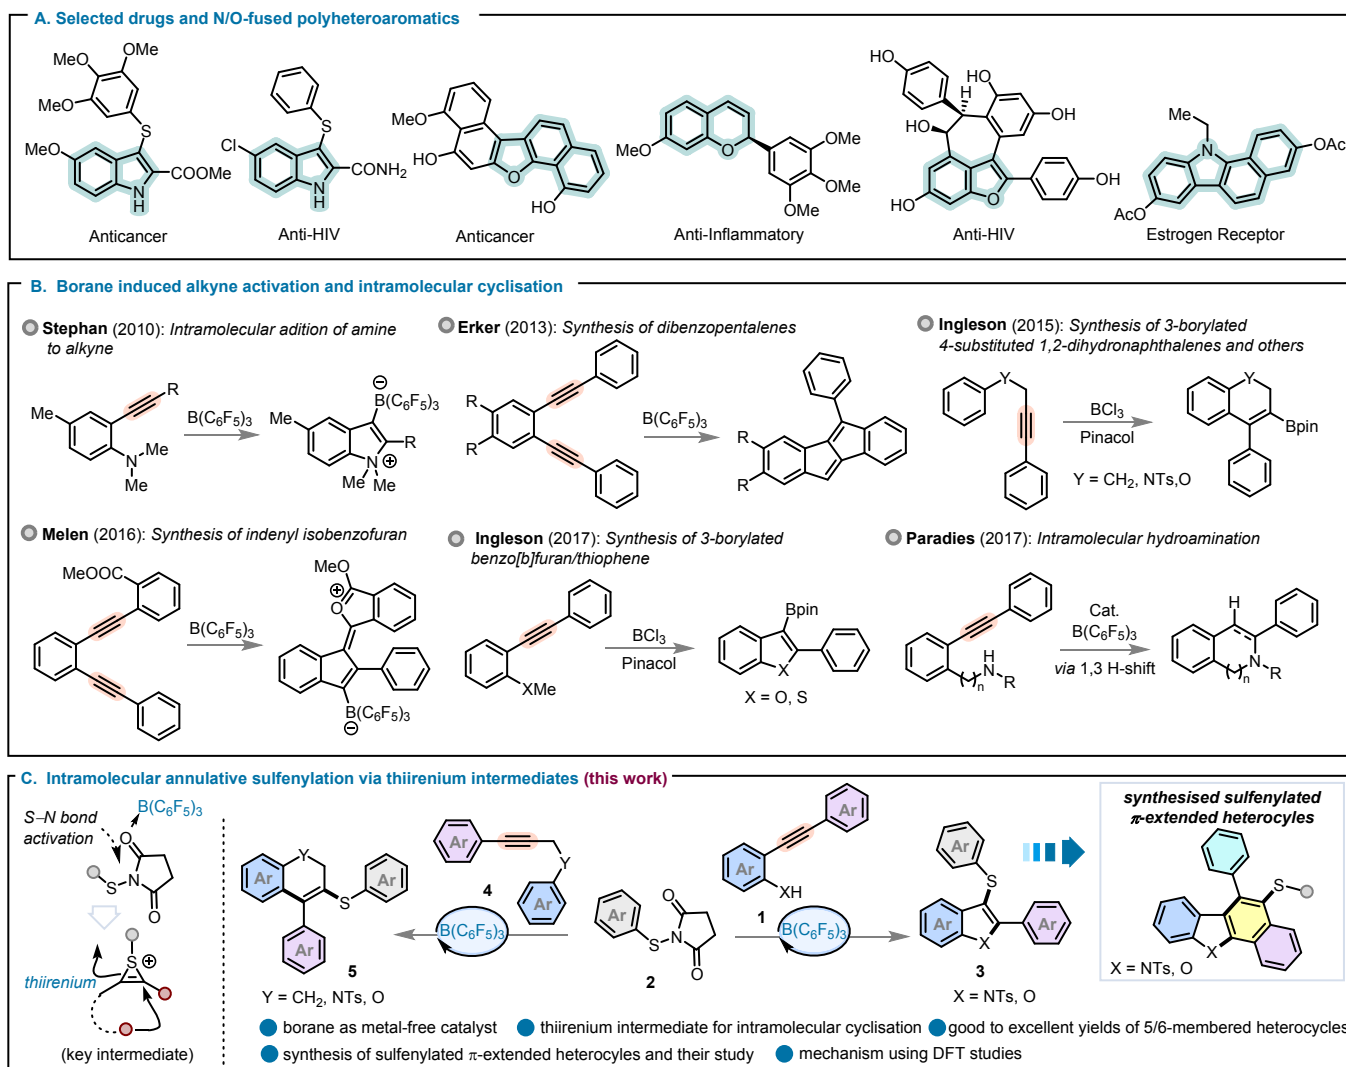 A. Selected drugs and N/O-fused polyheteroaromatics
OMe
MeO
MeO
S
MeO
COOMe
N
H
Anticancer
S
Cl
CONH2
N
H
Anti-HIV
MeO
HO
O
HO
Anticancer
MeO
O
OMe
OMe
OMe
Anti-Inflammatory
HO
HO
H
OH
HO
HO
O
OH
Anti-HIV
Me
N
OAc
AcO
Estrogen Receptor
B. Borane induced alkyne activation and intramolecular cyclisation
Stephan (2010): Intramolecular adition of amine
to alkyne
R
Me
N
Me
Me
B(C6F5)3
⊖
B(C6F5)3
Me
R
N
⊕
Me
Me
Erker (2013): Synthesis of dibenzopentalenes
R
R
B(C6F5)3
R
R
Ingleson (2015): Synthesis of 3-borylated
4-substituted 1,2-dihydronaphthalenes and others
Y
BCl3
Pinacol
Y
Bpin
Y = CH2, NTs,O
Melen (2016): Synthesis of indenyl isobenzofuran
MeOOC
B(C6F5)3
MeO
⊕
O
B(C6F5)3
⊖
Ingleson (2017): Synthesis of 3-borylated
benzo[b]furan/thiophene
XMe
BCl3
Pinacol
Bpin
X
X = O, S
Paradies (2017): Intramolecular hydroamination
H
N
R
( )n
Cat.
B(C6F5)3
via 1,3 H-shift
H
N
R
( )n
C. Intramolecular annulative sulfenylation via thiirenium intermediates (this work)
S–N bond
activation
B(C6F5)3
O
S
N
O
S
⊕
thiirenium
(key intermediate)
Y
Ar
S
Ar
Ar
5
Y = CH2, NTs, O
Ar
4
Y
Ar
B(C6F5)3
Ar
S
N
O
O
2
Ar
Ar
XH
1
B(C6F5)3
Ar
S
Ar
X
Ar
3
X = NTs, O
synthesised sulfenylated
π-extended heterocyles
S
X
X = NTs, O
borane as metal-free catalyst
thiirenium intermediate for intramolecular cyclisation
good to excellent yields of 5/6-membered heterocycles
synthesis of sulfenylated π-extended heterocyles and their study
mechanism using DFT studies